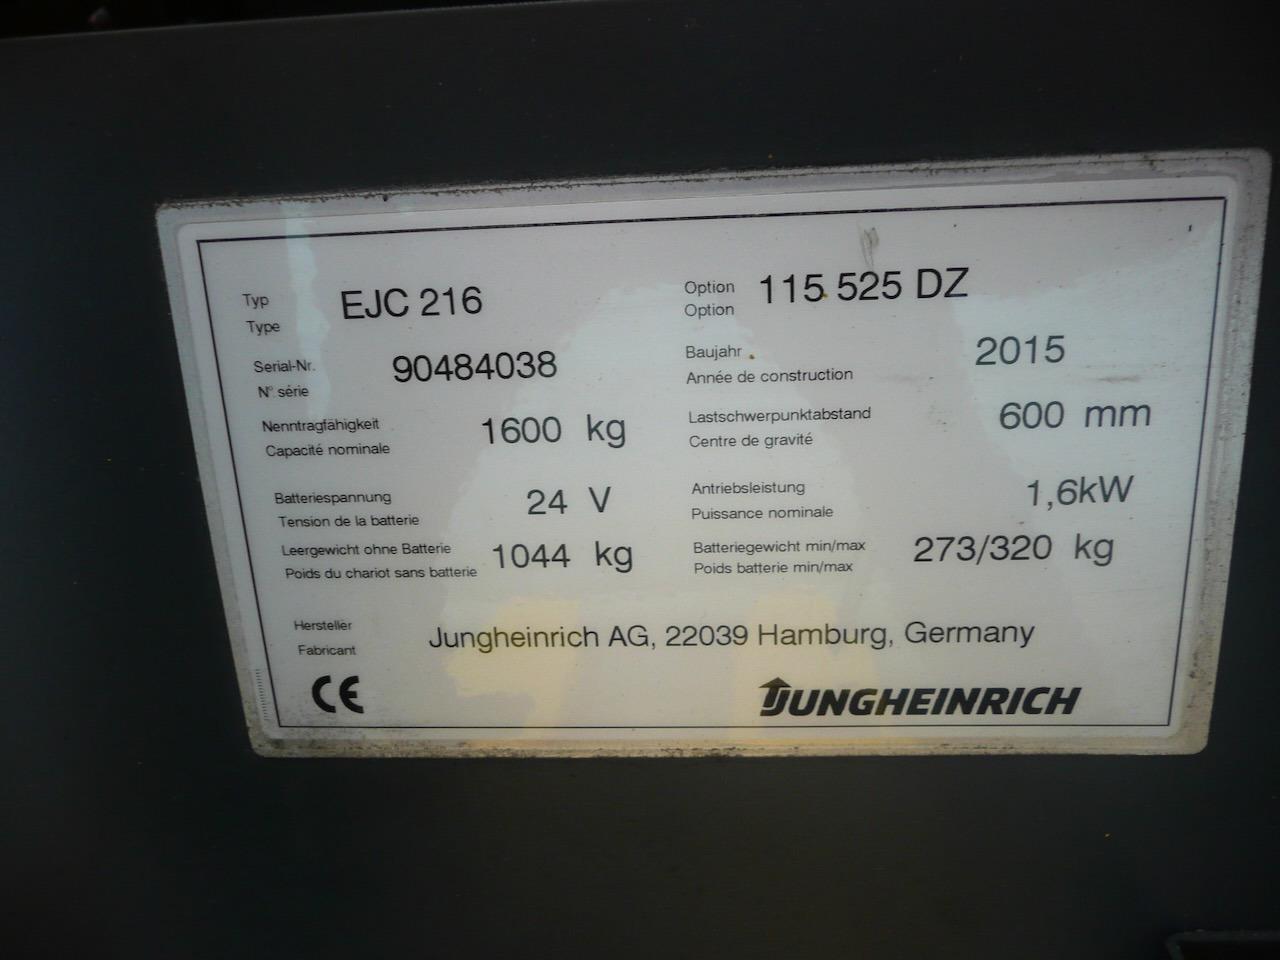 Typ
Type
EJC 216
Option
Option
115 525 DZ
Serial-Nr.
N° série
90484038
Baujahr
Année de construction
2015
Nenntragfähigkeit
Capacité nominale
1600 kg
Lastschwerpunktabstand
Centre de gravité
600 mm
Batteriespannung
Tension de la batterie
24 V
Antriebsleistung
Puissance nominale
1,6kW
Leergewicht ohne Batterie
Poids du chariot sans batterie
1044 kg
Batteriegewicht min/max
Poids batterie min/max
273/320 kg
Hersteller
Fabricant
Jungheinrich AG, 22039 Hamburg, Germany
CE
JUNGHEINRICH